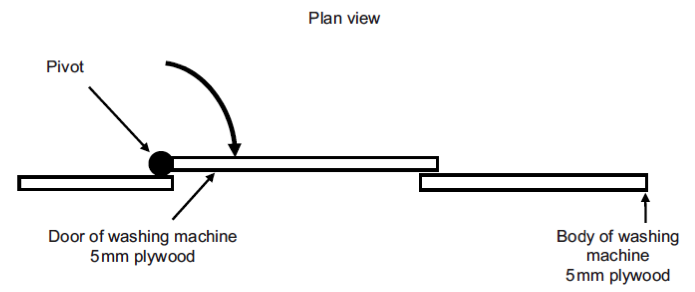 Plan view
Pivot
Door of washing machine
5mm plywood
Body of washing
machine
5mm plywood